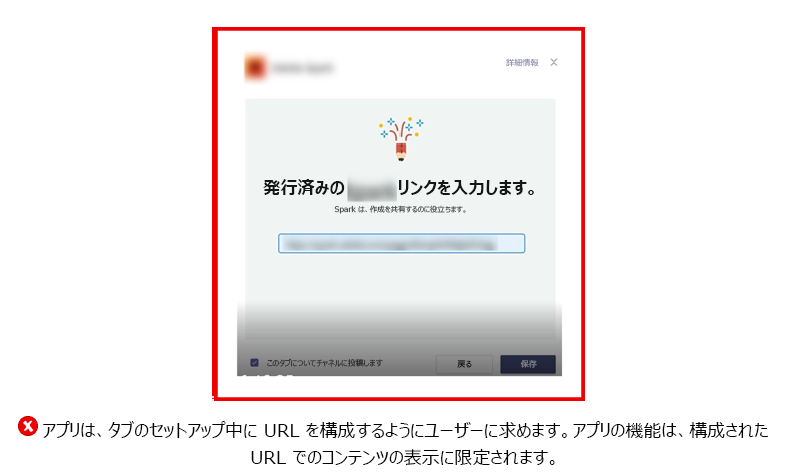 詳細情報 X
発行済みの リンクを入力します。
Spark は、作成を共有するのに役立ちます。
このタブについてチャネルに投稿します
戻る 保存
X アプリは、タブのセットアップ中に URL を構成するようにユーザーに求めます。アプリの機能は、構成された
URL でのコンテンツの表示に限定されます。